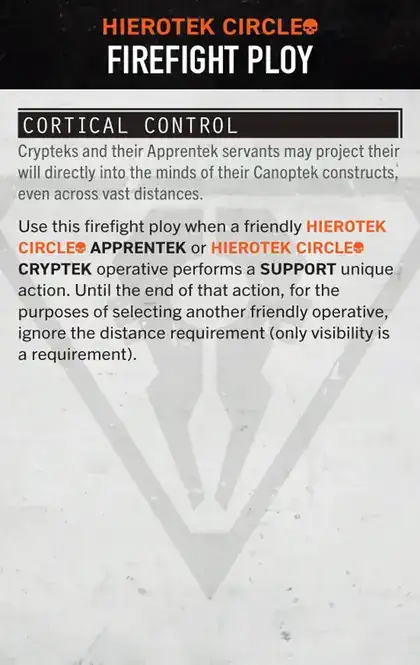 HIEROTEK CIRCLE
FIREFIGHT PLOY
CORTICAL CONTROL
Crypteks and their Apprentek servants may project their
will directly into the minds of their Canoptek constructs,
even across vast distances.
Use this firefight ploy when a friendly HIEROTEK
CIRCLE APPRENTEK or HIEROTEK CIRCLE
CRYPTEK operative performs a SUPPORT unique
action. Until the end of that action, for the
purposes of selecting another friendly operative,
ignore the distance requirement (only visibility is
a requirement).